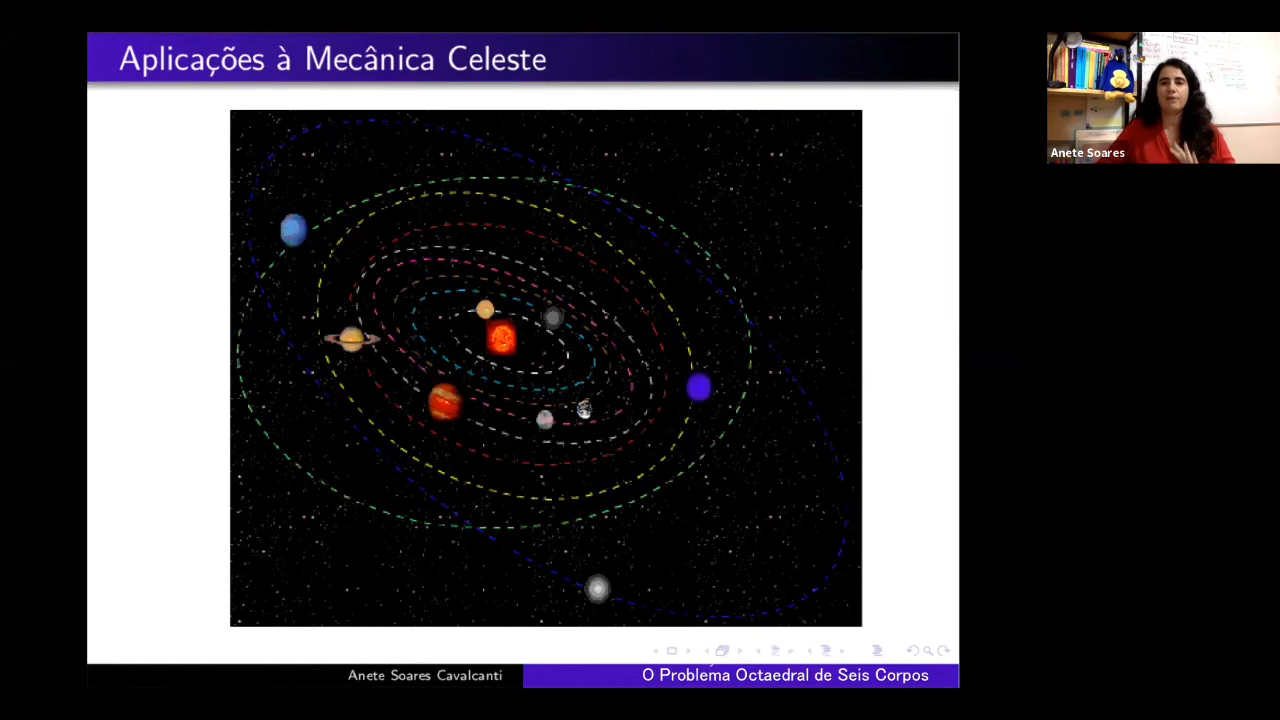 Aplicações à Mecânica Celeste
Anete Soares
Anete Soares Cavalcanti
O Problema Octaedral de Seis Corpos